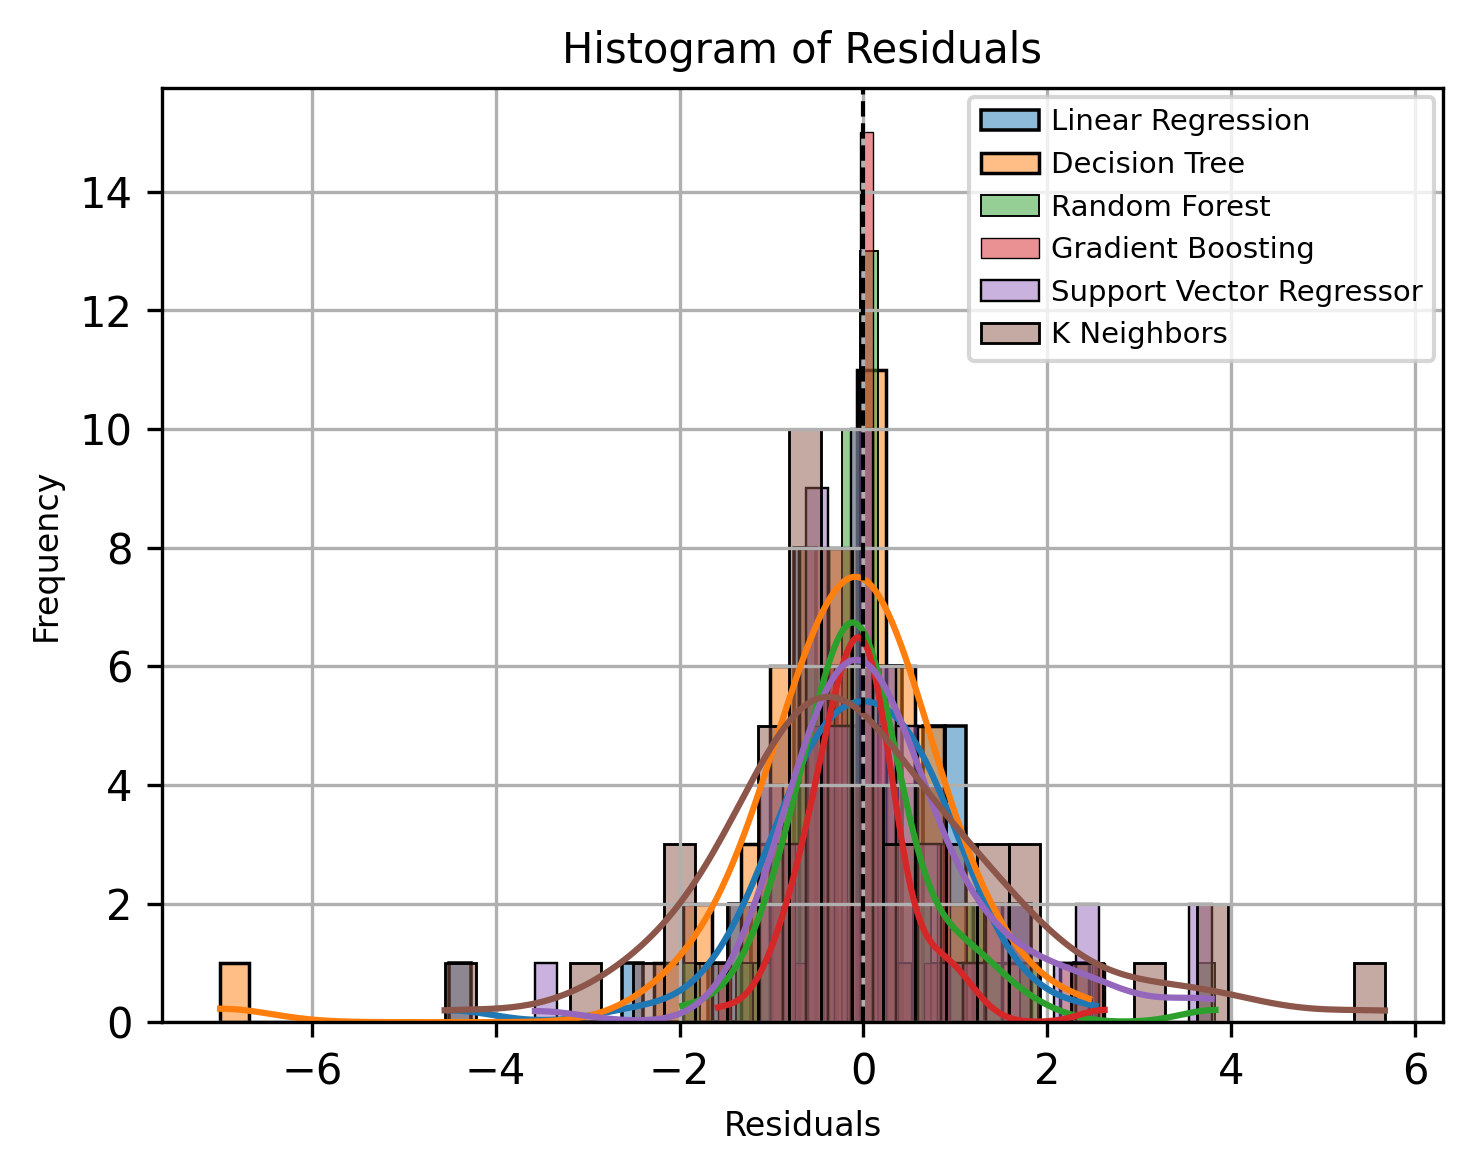 Histogram of Residuals
Linear Regression
Decision Tree
Random Forest
Gradient Boosting
Support Vector Regressor
K Neighbors
14
12
10
8
6
4
2
0
Frequency
−6 −4 −2 0 2 4 6
Residuals